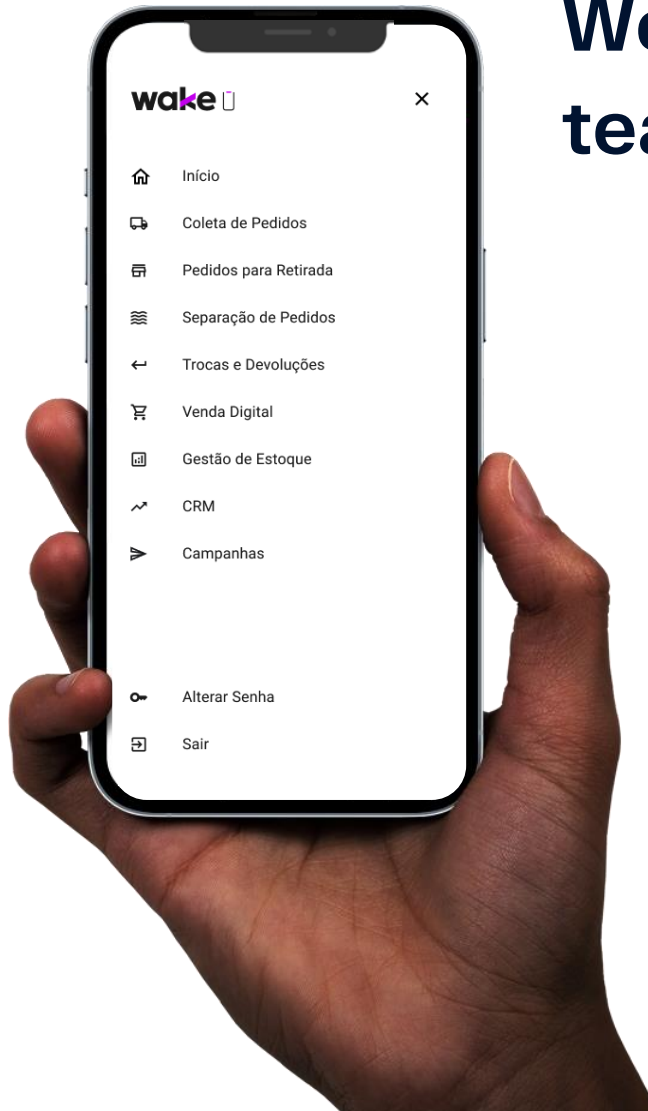 wake
Início
Coleta de Pedidos
Pedidos para Retirada
Separação de Pedidos
Trocas e Devoluções
Venda Digital
Gestão de Estoque
CRM
Campanhas
Alterar Senha
Sair